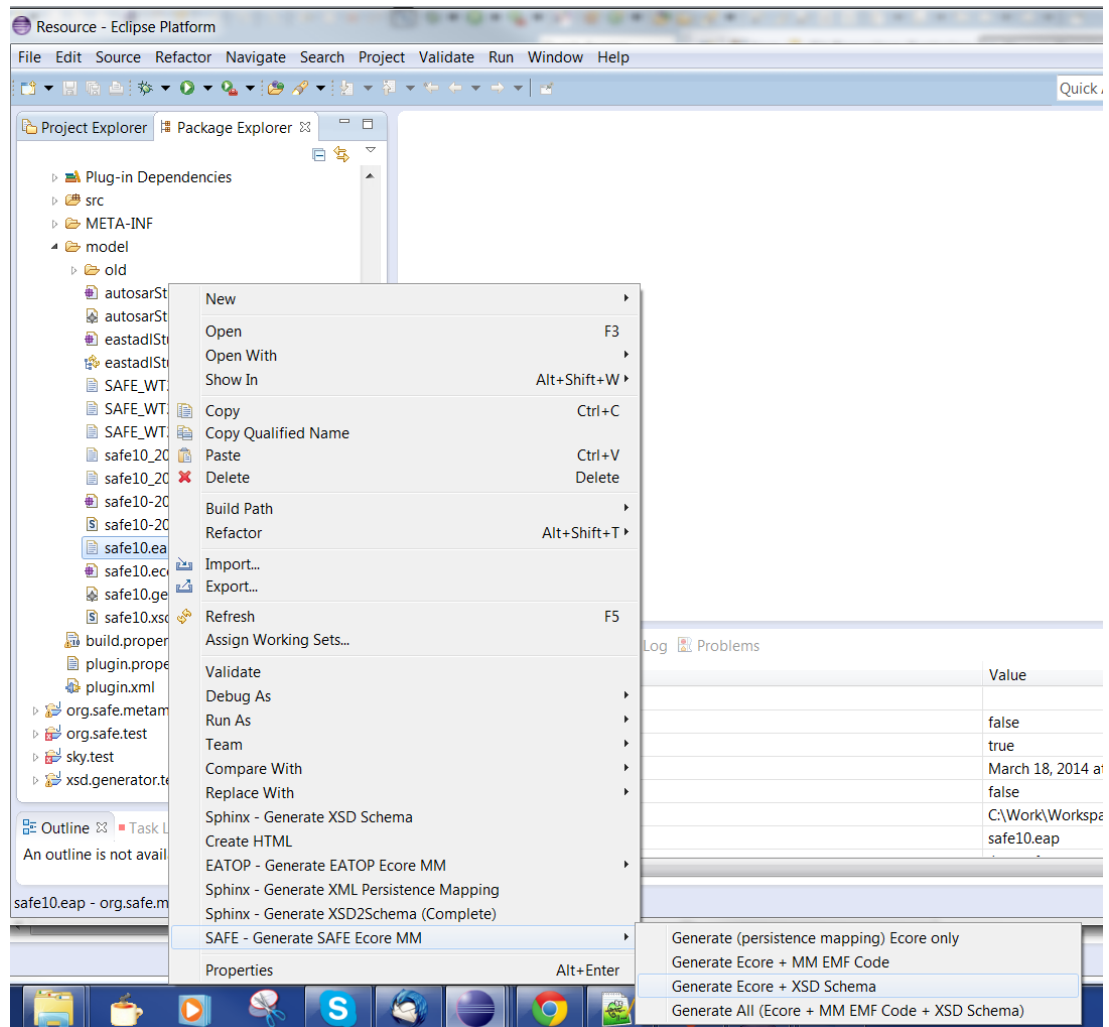 Resource - Eclipse Platform
File Edit Source Refactor Navigate Search Project Validate Run Window Help
Quick
Project Explorer Package Explorer
Plug-in Dependencies
src
META-INF
model
old
autosarSt
autosarSt
eastadlSt
eastadlSt
SAFE_WT
SAFE_WT
SAFE_WT
safe10_20
safe10_20
safe10-20
safe10-20
safe10.ea
safe10.ec
safe10.ge
safe10.xsd
build.proper
plugin.prope
plugin.xml
org.safe.metam
org.safe.test
sky.test
xsd.generator.te
Outline Task L
An outline is not avail
safe10.eap - org.safe.m
New
Open F3
Open With
Show In Alt+Shift+W
Copy Ctrl+C
Copy Qualified Name
Paste Ctrl+V
Delete Delete
Build Path
Refactor Alt+Shift+T
Import...
Export...
Refresh F5
Assign Working Sets...
Validate
Debug As
Run As
Team
Compare With
Replace With
Sphinx - Generate XSD Schema
Create HTML
EATOP - Generate EATOP Ecore MM
Sphinx - Generate XML Persistence Mapping
Sphinx - Generate XSD2Schema (Complete)
SAFE - Generate SAFE Ecore MM
Properties Alt+Enter
Generate (persistence mapping) Ecore only
Generate Ecore + MM EMF Code
Generate Ecore + XSD Schema
Generate All (Ecore + MM EMF Code + XSD Schema)
Log Problems
Value
false
true
March 18, 2014 at
false
C:\Work\Workspa
safe10.eap